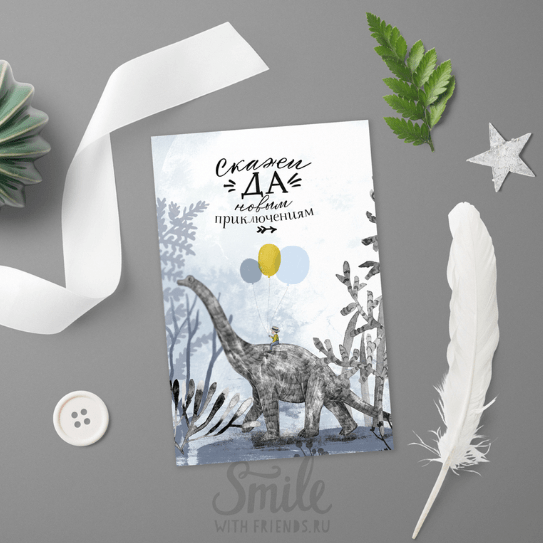 Скажи
ДА
новым
приключениям
Smile
WITH FRIENDS.RU